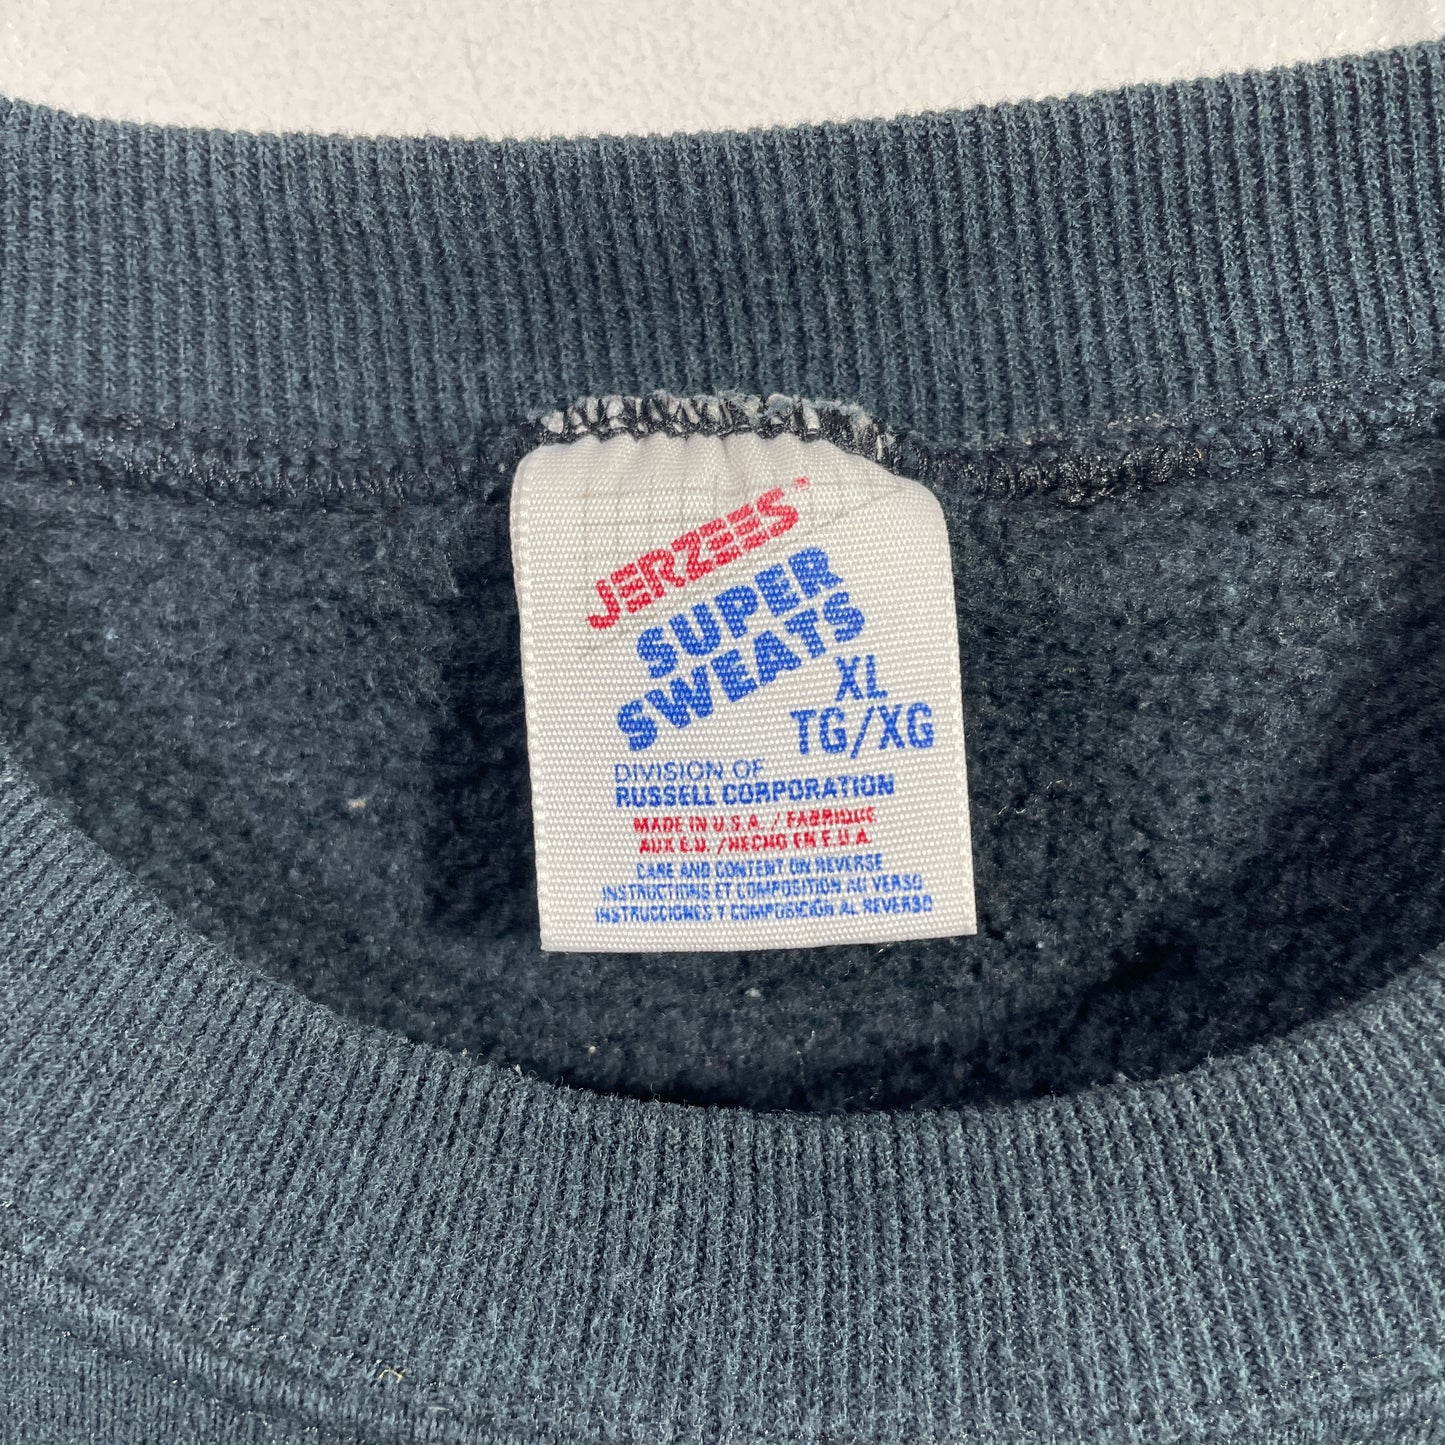 JERZEES
SUPER
SWEATS
XL
TG/XG
DIVISION OF
RUSSELL CORPORATION
MADE IN U.S.A. / FABRIQUE
AUX E.U. / HECHO EN E.U.A.
CARE AND CONTENT ON REVERSE
INSTRUCTIONS ET COMPOSITION AU VERSO
INSTRUCCIONES Y COMPOSICIÓN AL REVERSO